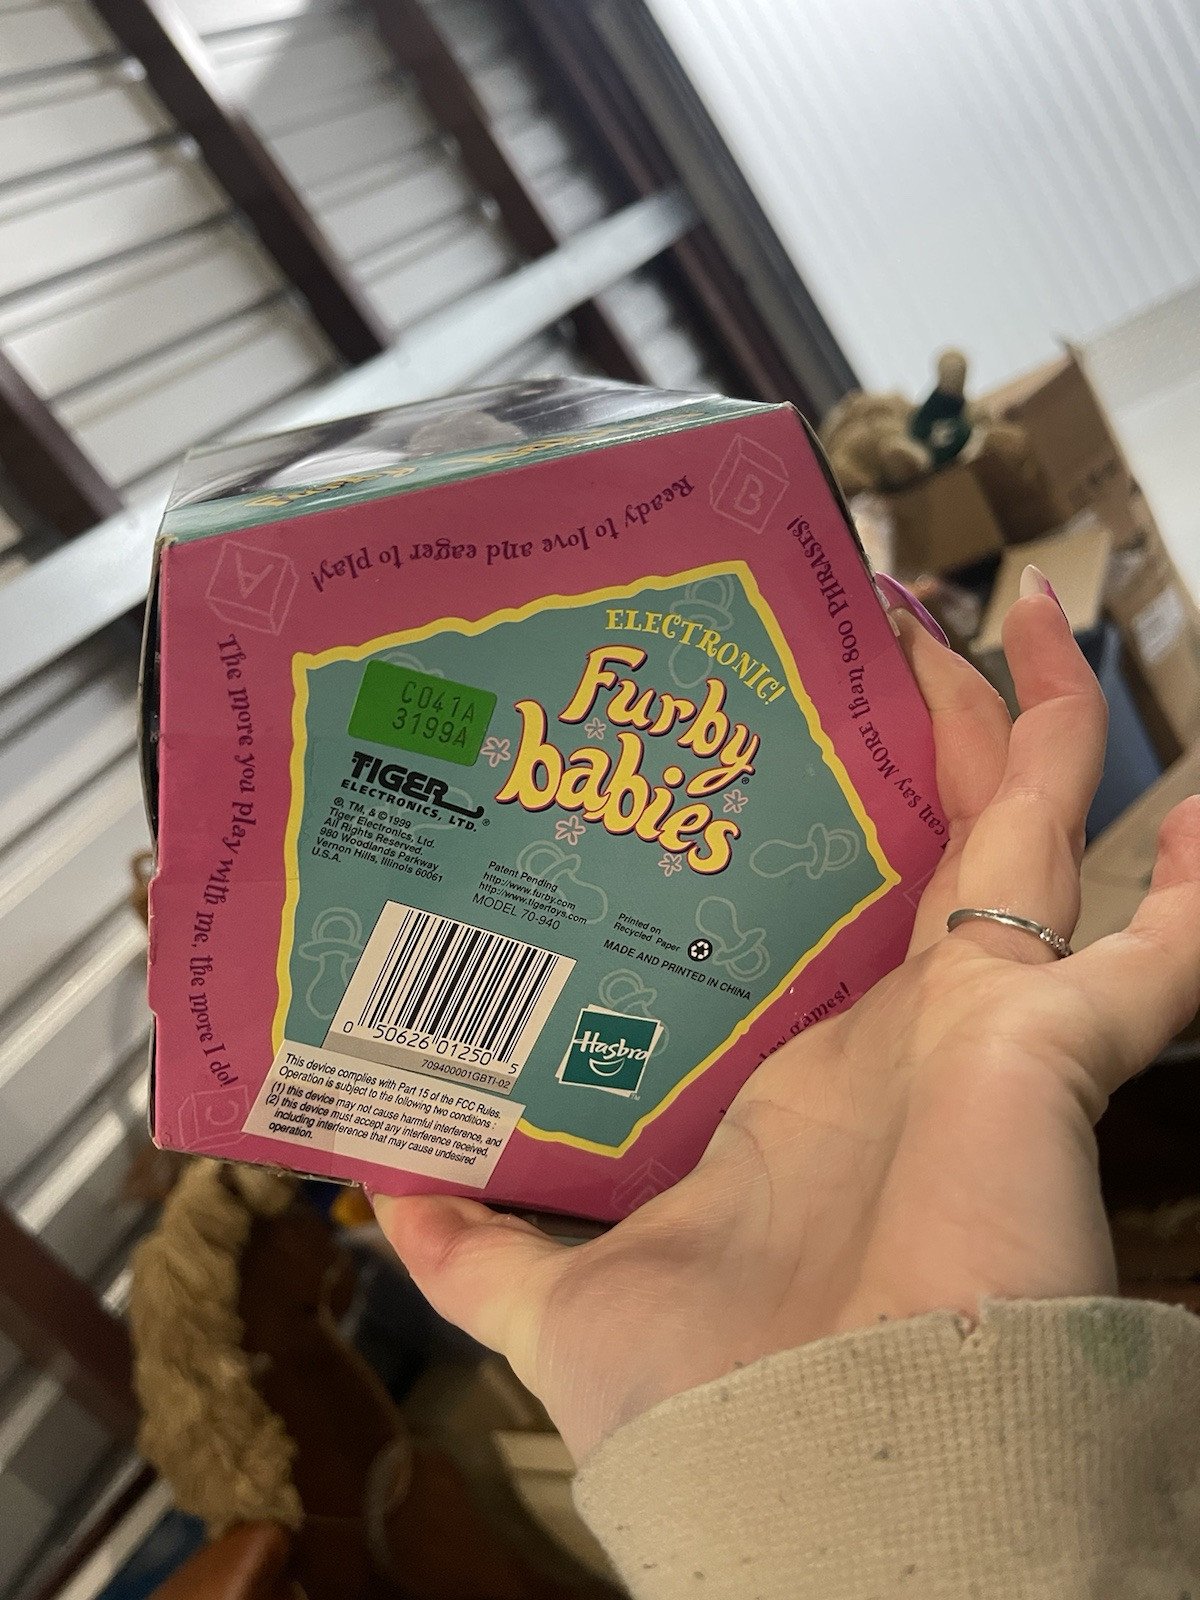 Ready to love and eager to play!
I can say MORE than 800 PHRASES!
The more you play with me, the more I do!
games!
A
B
C
ELECTRONIC!
Furby®
babies
C041A
3199A
TIGER
ELECTRONICS, LTD.®
®, TM, & © 1999
Tiger Electronics, Ltd.
All Rights Reserved
980 Woodlands Parkway
Vernon Hills, Illinois 60061
U.S.A.
Patent Pending
http://www.furby.com
http://www.tigertoys.com
MODEL 70-940
Printed on
Recycled Paper
MADE AND PRINTED IN CHINA
0 50626 01250 5
709400001GBTI-02
Hasbro
TM
This device complies with Part 15 of the FCC Rules.
Operation is subject to the following two conditions :
(1) this device may not cause harmful interference, and
(2) this device must accept any interference received,
including interference that may cause undesired
operation.